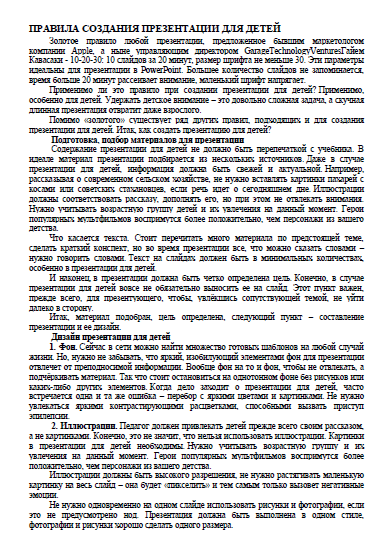 ПРАВИЛА СОЗДАНИЯ ПРЕЗЕНТАЦИИ ДЛЯ ДЕТЕЙ
Золотое правило любой презентации, предложенное бывшим маркетологом
компании Apple, а ныне управляющим директором GarageTechnologyVenturesГайем
Кавасаки - 10-20-30: 10 слайдов за 20 минут, размер шрифта не меньше 30. Эти параметры
идеальны для презентации в PowerPoint. Большее количество слайдов не запоминается,
время больше 20 минут рассеивает внимание, маленький шрифт напрягает.
Применимо ли это правило при создании презентации для детей? Применимо,
особенно для детей. Удержать детское внимание – это довольно сложная задача, а скучная
длинная презентация отвратит даже взрослого.
Помимо «золотого» существует ряд других правил, подходящих и для создания
презентации для детей. Итак, как создать презентацию для детей?
Подготовка, подбор материалов для презентации
Содержание презентации для детей не должно быть перепечаткой с учебника. В
идеале материал презентации подбирается из нескольких источников. Даже в случае
презентации для детей, информация должна быть свежей и актуальной. Например,
рассказывая о современном сельском хозяйстве, не нужно вставлять картинки пахарей с
косами или советских стахановцев, если речь идет о сегодняшнем дне. Иллюстрации
должны соответствовать рассказу, дополнять его, но при этом не отвлекать внимания.
Нужно учитывать возрастную группу детей и их увлечения на данный момент. Герои
популярных мультфильмов воспримутся более положительно, чем персонажи из вашего
детства.
Что касается текста. Стоит перечитать много материала по предстоящей теме,
сделать краткий конспект, но во время презентации все, что можно сказать словами –
нужно говорить словами. Текст на слайдах должен быть в минимальных количествах,
особенно в презентации для детей.
И наконец, в презентации должна быть четко определена цель. Конечно, в случае
презентации для детей вовсе не обязательно выносить ее на слайд. Этот пункт важен,
прежде всего, для презентующего, чтобы, увлёкшись сопутствующей темой, не уйти
далеко в сторону.
Итак, материал подобран, цель определена, следующий пункт – составление
презентации и ее дизайн.
Дизайн презентации для детей
1. Фон. Сейчас в сети можно найти множество готовых шаблонов на любой случай
жизни. Но, нужно не забывать, что яркий, изобилующий элементами фон для презентации
отвлечет от преподносимой информации. Вообще фон на то и фон, чтобы не отвлекать, а
подчёркивать материал. Так что стоит остановиться на однотонном фоне без рисунков или
каких-либо других элементов. Когда дело заходит о презентации для детей, часто
встречается одна и та же ошибка – перебор с яркими цветами и картинками. Не нужно
увлекаться яркими контрастирующими расцветками, способными вызвать приступ
эпилепсии.
2. Иллюстрации. Педагог должен привлекать детей прежде всего своим рассказом,
а не картинками. Конечно, это не значит, что нельзя использовать иллюстрации. Картинки
в презентации для детей необходимы. Нужно учитывать возрастную группу и их
увлечения на данный момент. Герои популярных мультфильмов воспримутся более
положительно, чем персонажи из вашего детства.
Иллюстрации должны быть высокого разрешения, не нужно растягивать маленькую
картинку на весь слайд – она будет «пикселить» и тем самым только вызовет негативные
эмоции.
Не нужно одновременно на одном слайде использовать рисунки и фотографии, если
это не предусмотрено ход. Презентация должна быть выполнена в одном стиле,
фотографии и рисунки хорошо сделать одного размера.